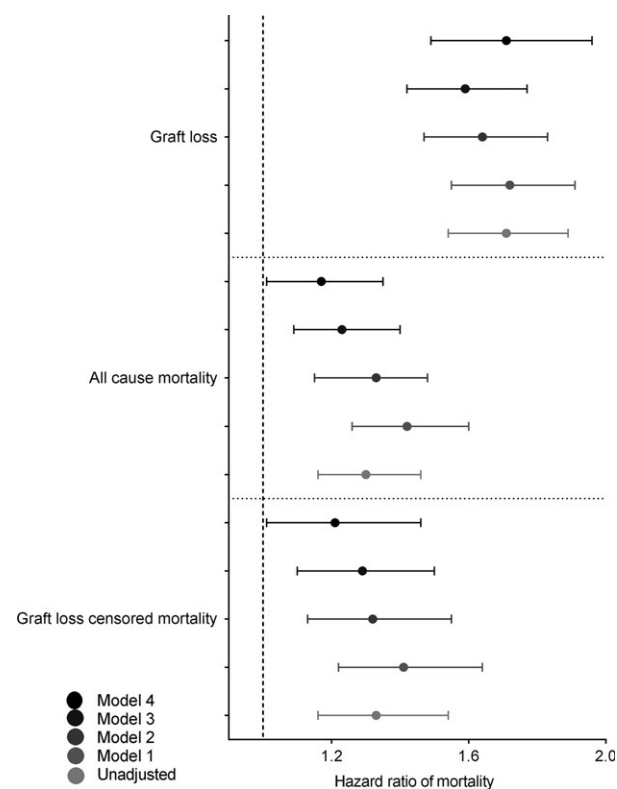 Graft loss
All cause mortality
Graft loss censored mortality
Model 4
Model 3
Model 2
Model 1
Unadjusted
1.2
1.6
2.0
Hazard ratio of mortality